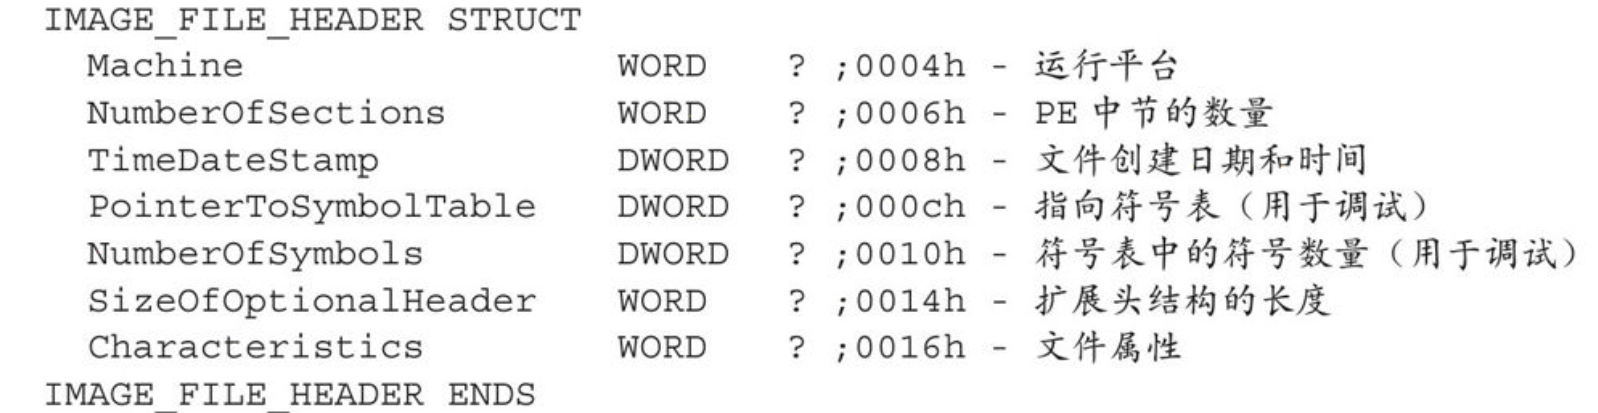 IMAGE_FILE_HEADER STRUCT
Machine WORD ? ;0004h - 运行平台
NumberOfSections WORD ? ;0006h - PE 中节的数量
TimeDateStamp DWORD ? ;0008h - 文件创建日期和时间
PointerToSymbolTable DWORD ? ;000ch - 指向符号表（用于调试）
NumberOfSymbols DWORD ? ;0010h - 符号表中的符号数量（用于调试）
SizeOfOptionalHeader WORD ? ;0014h - 扩展头结构的长度
Characteristics WORD ? ;0016h - 文件属性
IMAGE_FILE_HEADER ENDS